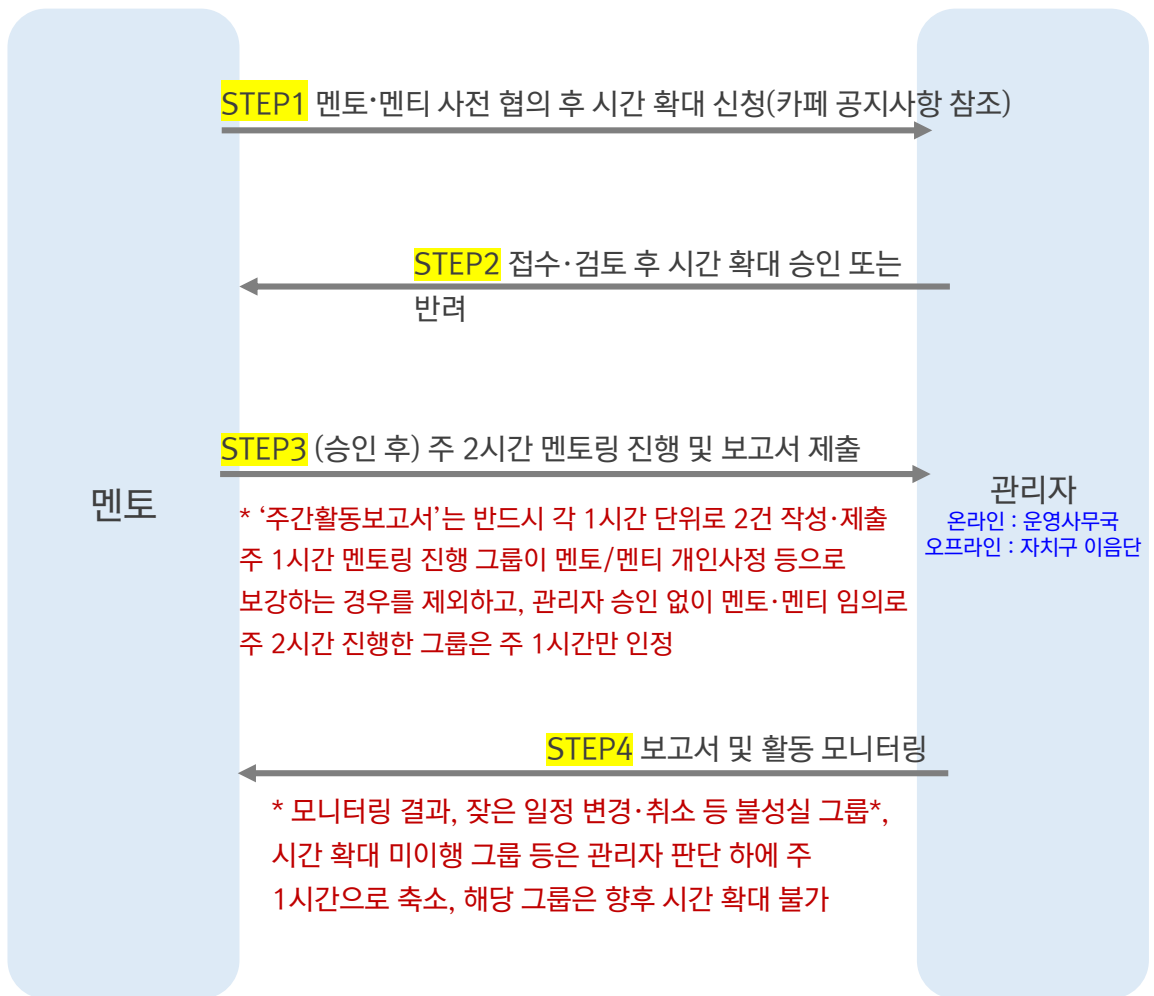 STEP1 멘토･멘티 사전 협의 후 시간 확대 신청(카페 공지사항 참조)
STEP2 접수·검토 후 시간 확대 승인 또는
반려
STEP3 (승인 후) 주 2시간 멘토링 진행 및 보고서 제출
멘토
관리자
온라인 : 운영사무국
오프라인 : 자치구 이음단
* ‘주간활동보고서’는 반드시 각 1시간 단위로 2건 작성·제출
주 1시간 멘토링 진행 그룹이 멘토/멘티 개인사정 등으로
보강하는 경우를 제외하고, 관리자 승인 없이 멘토·멘티 임의로
주 2시간 진행한 그룹은 주 1시간만 인정
STEP4 보고서 및 활동 모니터링
* 모니터링 결과, 잦은 일정 변경·취소 등 불성실 그룹*,
시간 확대 미이행 그룹 등은 관리자 판단 하에 주
1시간으로 축소, 해당 그룹은 향후 시간 확대 불가